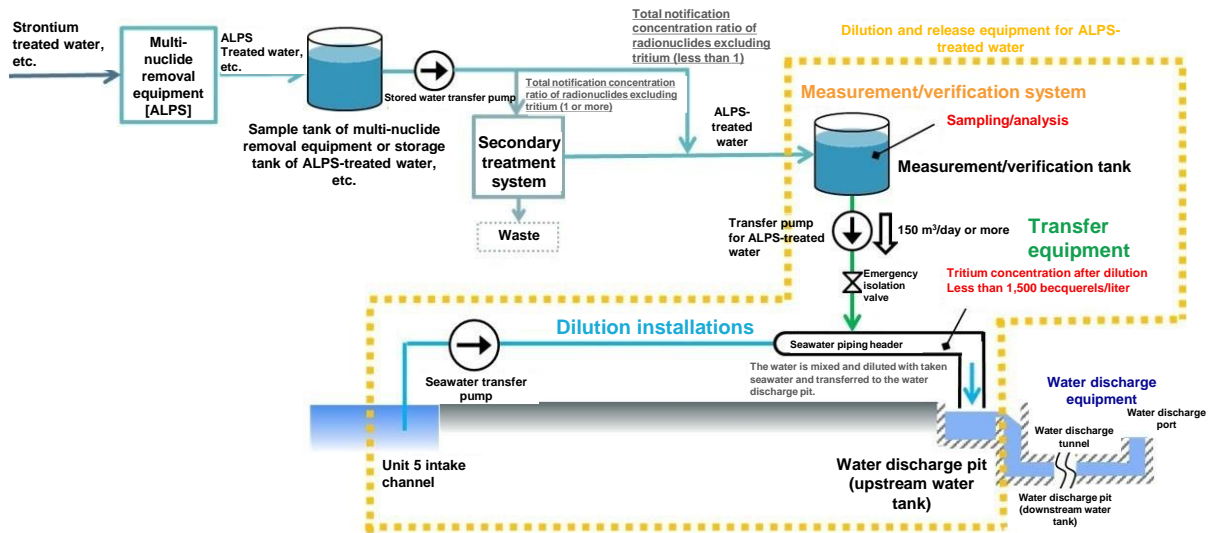 Strontium
treated water,
etc.
Multi-
nuclide
removal
equipment
[ALPS]
ALPS
Treated water,
etc.
Stored water transfer pump
Sample tank of multi-nuclide
removal equipment or storage
tank of ALPS-treated water,
etc.
Total notification
concentration ratio of
radionuclides excluding
tritium (less than 1)
Total notification concentration
ratio of radionuclides excluding
tritium (1 or more)
Secondary
treatment
system
Waste
ALPS-
treated
water
Dilution and release equipment for ALPS-
treated water
Measurement/verification system
Sampling/analysis
Measurement/verification tank
Transfer pump
for ALPS-treated
water
150 m³/day or more
Transfer
equipment
Emergency
isolation
valve
Tritium concentration after dilution
Less than 1,500 becquerels/liter
Dilution installations
Seawater piping header
Seawater transfer
pump
The water is mixed and diluted with taken
seawater and transferred to the water
discharge pit.
Unit 5 intake
channel
Water discharge pit
(upstream water
tank)
Water discharge
equipment
Water discharge
port
Water discharge
tunnel
Water discharge pit
(downstream water
tank)